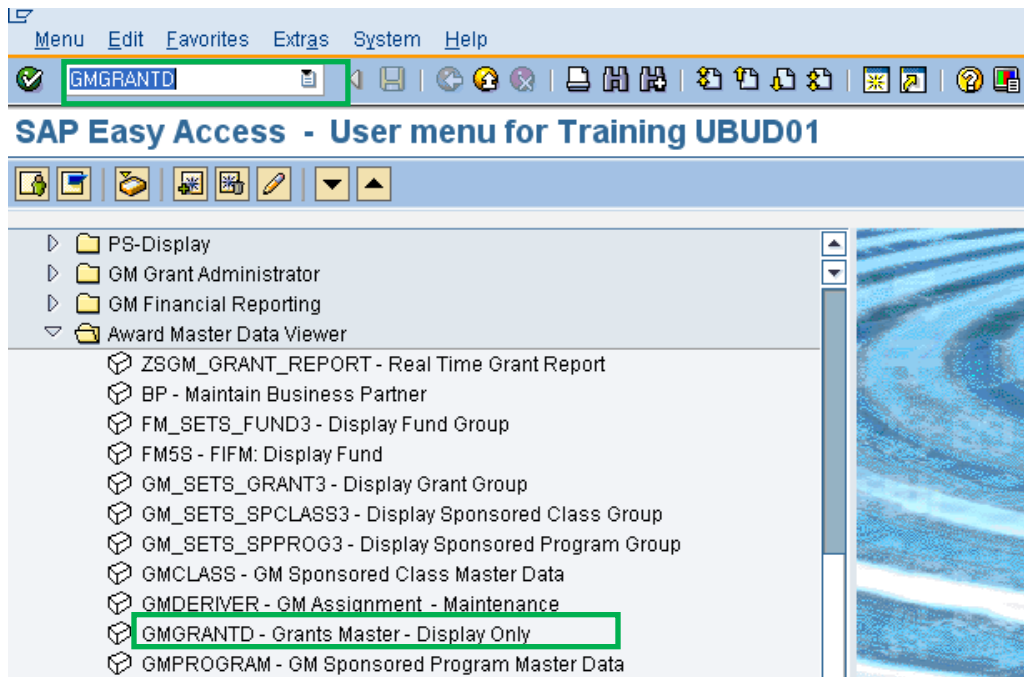 Menu Edit Favorites Extras System Help
GMGRANTD
SAP Easy Access - User menu for Training UBUD01
PS-Display
GM Grant Administrator
GM Financial Reporting
Award Master Data Viewer
ZSGM_GRANT_REPORT - Real Time Grant Report
BP - Maintain Business Partner
FM_SETS_FUND3 - Display Fund Group
FM5S - FIFM: Display Fund
GM_SETS_GRANT3 - Display Grant Group
GM_SETS_SPCLASS3 - Display Sponsored Class Group
GM_SETS_SPPROG3 - Display Sponsored Program Group
GMCLASS - GM Sponsored Class Master Data
GMDERIVER - GM Assignment - Maintenance
GMGRANTD - Grants Master - Display Only
GMPROGRAM - GM Sponsored Program Master Data